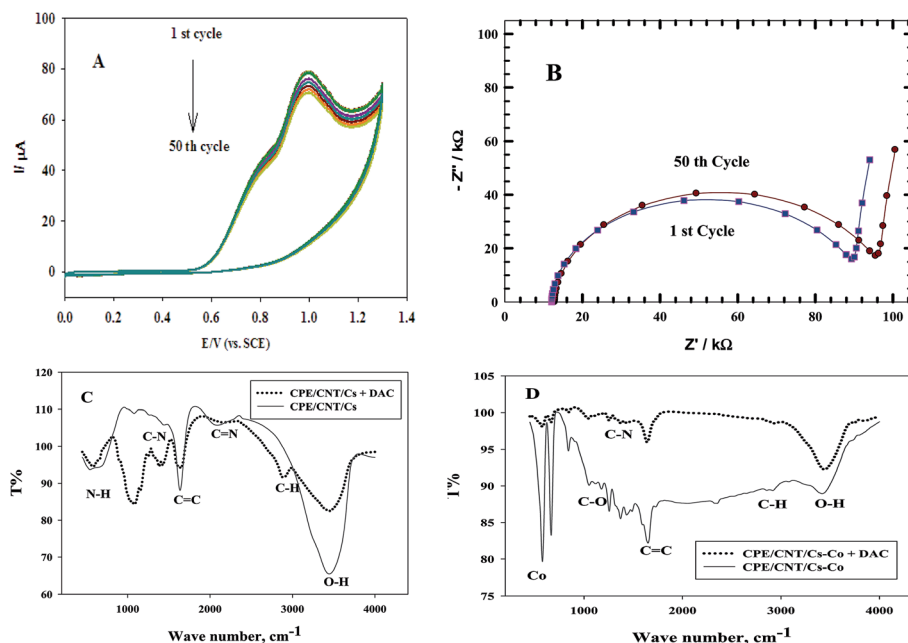 A
1 st cycle
50 th cycle
I/ µA
100
80
60
40
20
0
0.0 0.2 0.4 0.6 0.8 1.0 1.2 1.4
E/V (vs. SCE)
B
50 th Cycle
1 st Cycle
- Z" / kΩ
100
80
60
40
20
0
0 20 40 60 80 100
Z' / kΩ
C
CPE/CNT/Cs + DAC
CPE/CNT/Cs
T%
120
110
100
90
80
70
60
N-H
C-N
C=C
C=N
C-H
O-H
1000 2000 3000 4000
Wave number, cm-1
D
T%
105
100
95
90
85
80
75
C-N
C-O
C-H
O-H
C=C
Co
CPE/CNT/Cs-Co + DAC
CPE/CNT/Cs-Co
1000 2000 3000 4000
Wave number, cm-1